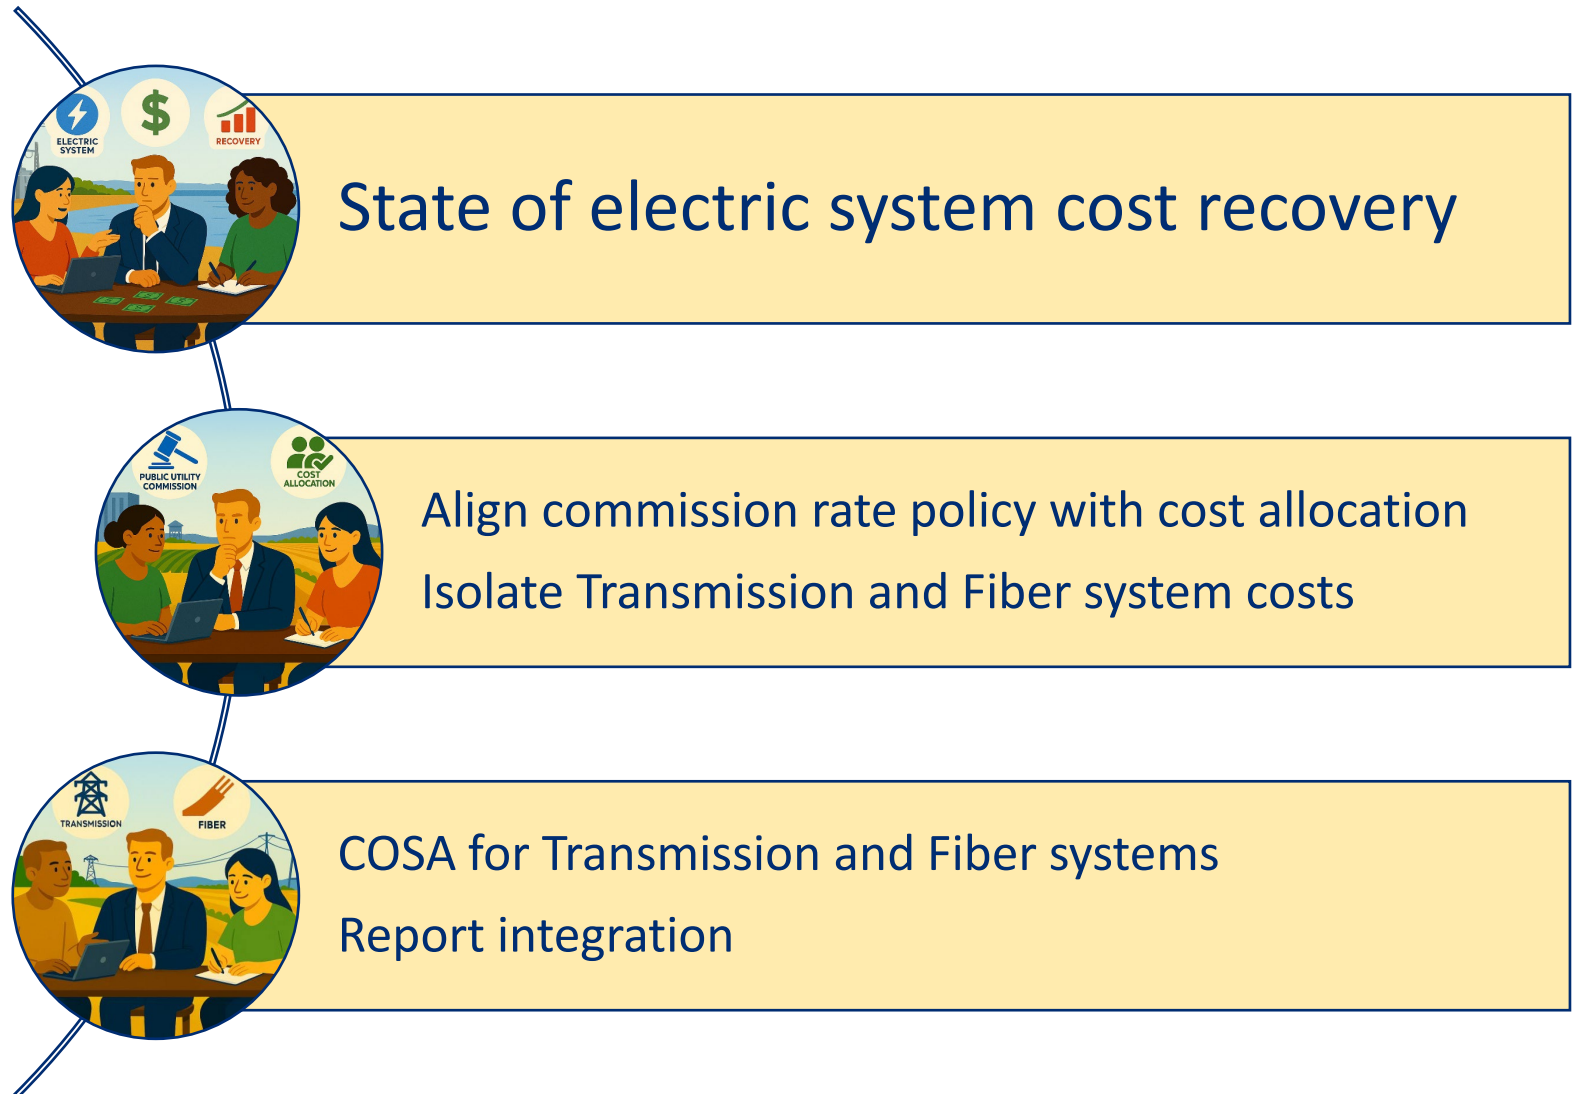 ELECTRIC
SYSTEM
$
RECOVERY
State of electric system cost recovery
PUBLIC UTILITY
COMMISSION
COST
ALLOCATION
Align commission rate policy with cost allocation
Isolate Transmission and Fiber system costs
TRANSMISSION
FIBER
COSA for Transmission and Fiber systems
Report integration